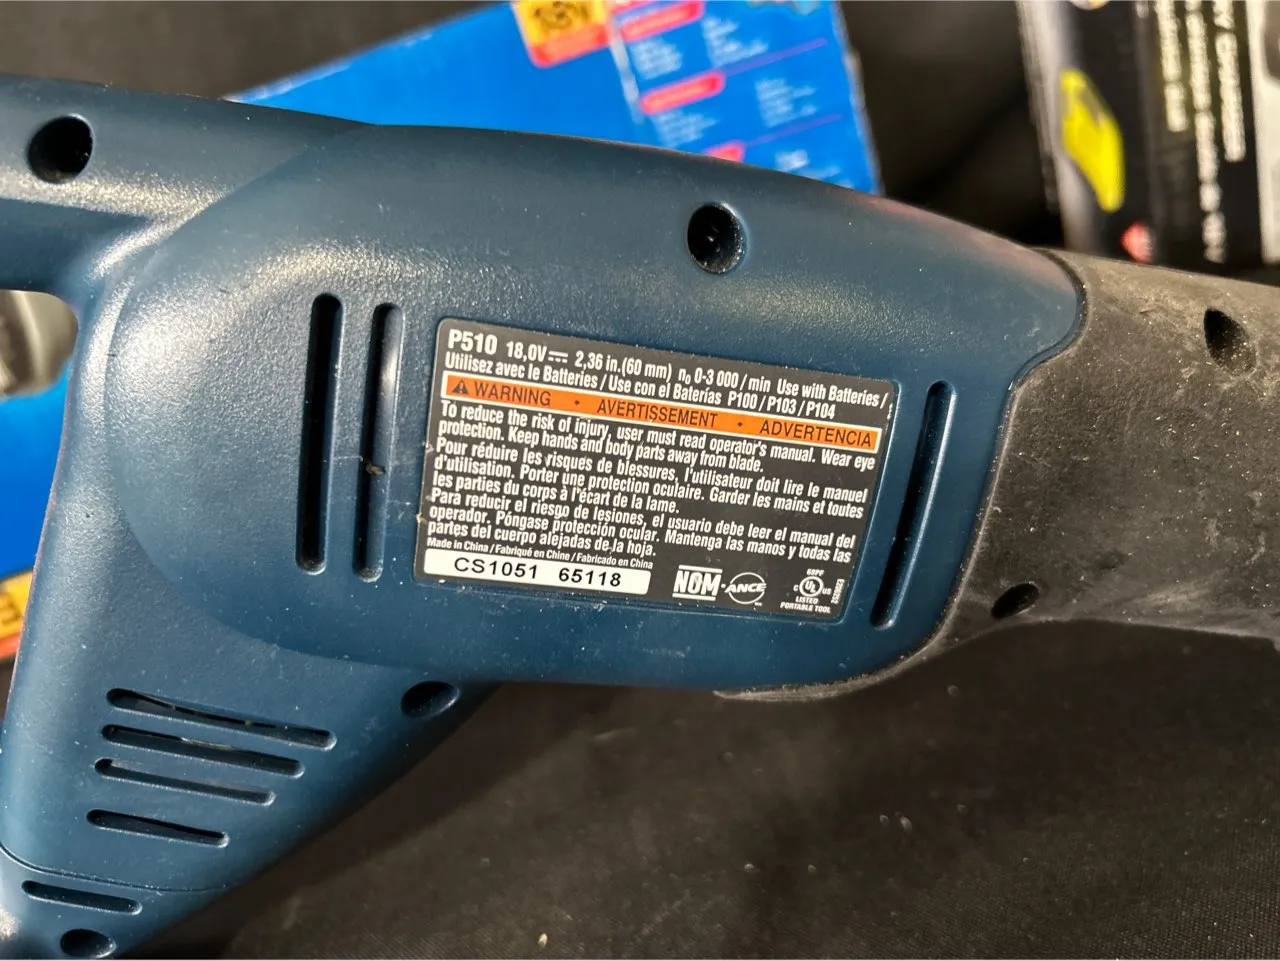 P510 18,0V⎓ 2,36 in.(60 mm) n₀ 0-3 000 / min Use with Batteries /
Utilisez avec le Batteries / Use con el Baterías P100 / P103 / P104
⚠ WARNING • AVERTISSEMENT • ADVERTENCIA
To reduce the risk of injury, user must read operator's manual. Wear eye
protection. Keep hands and body parts away from blade.
Pour réduire les risques de blessures, l'utilisateur doit lire le manuel
d'utilisation. Porter une protection oculaire. Garder les mains et toutes
les parties du corps à l'écart de la lame.
Para reducir el riesgo de lesiones, el usuario debe leer el manual del
operador. Póngase protección ocular. Mantenga las manos y todas las
partes del cuerpo alejadas de la hoja.
Made in China / Fabriqué en Chine / Fabricado en China
CS1051 65118
NOM-ANCE
68PF
C UL US
LISTED
PORTABLE TOOL
18V